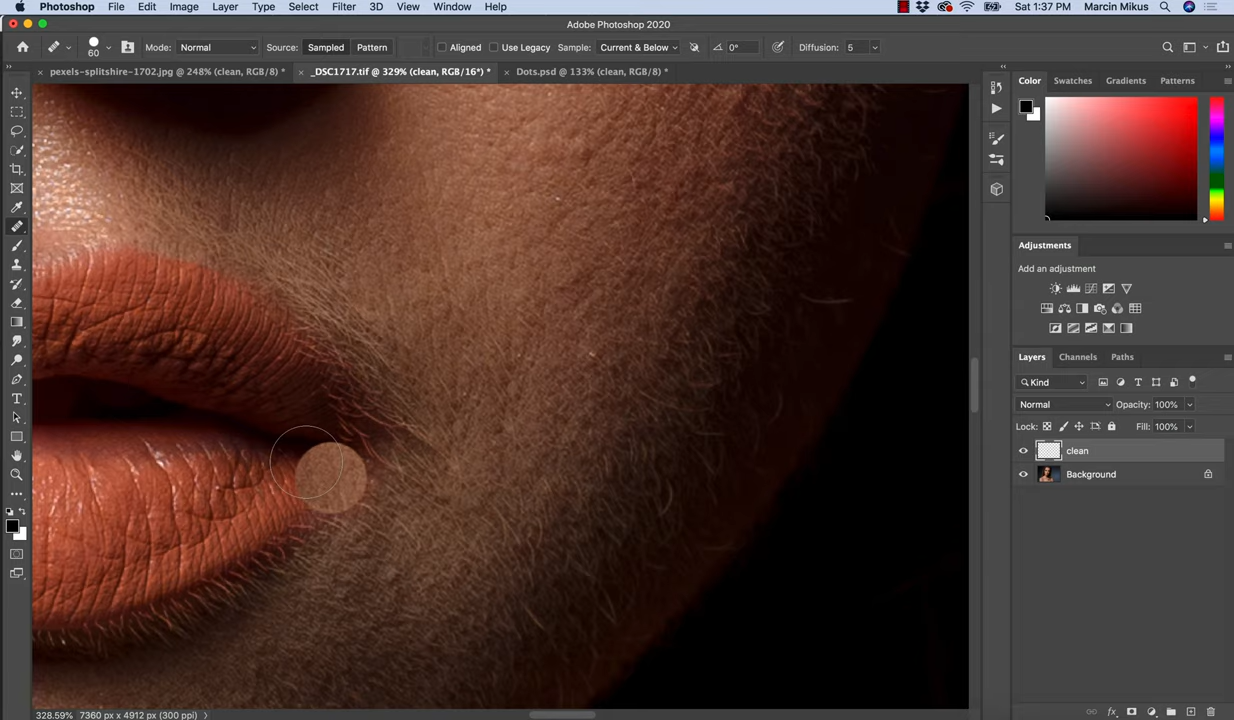 Photoshop File Edit Image Layer Type Select Filter 3D View Window Help Sat 1:37 PM Marcin Mikus
Adobe Photoshop 2020
60 Mode: Normal Source: Sampled Pattern Aligned Use Legacy Sample: Current & Below 0° Diffusion: 5
pexels-splitshire-1702.jpg @ 248% (clean, RGB/8) * _DSC1717.tif @ 329% (clean, RGB/16*) * Dots.psd @ 133% (clean, RGB/8) *
Color Swatches Gradients Patterns
Adjustments
Add an adjustment
Layers Channels Paths
Kind
Normal Opacity: 100%
Lock: Fill: 100%
clean
Background
328.59% 7360 px x 4912 px (300 ppi)